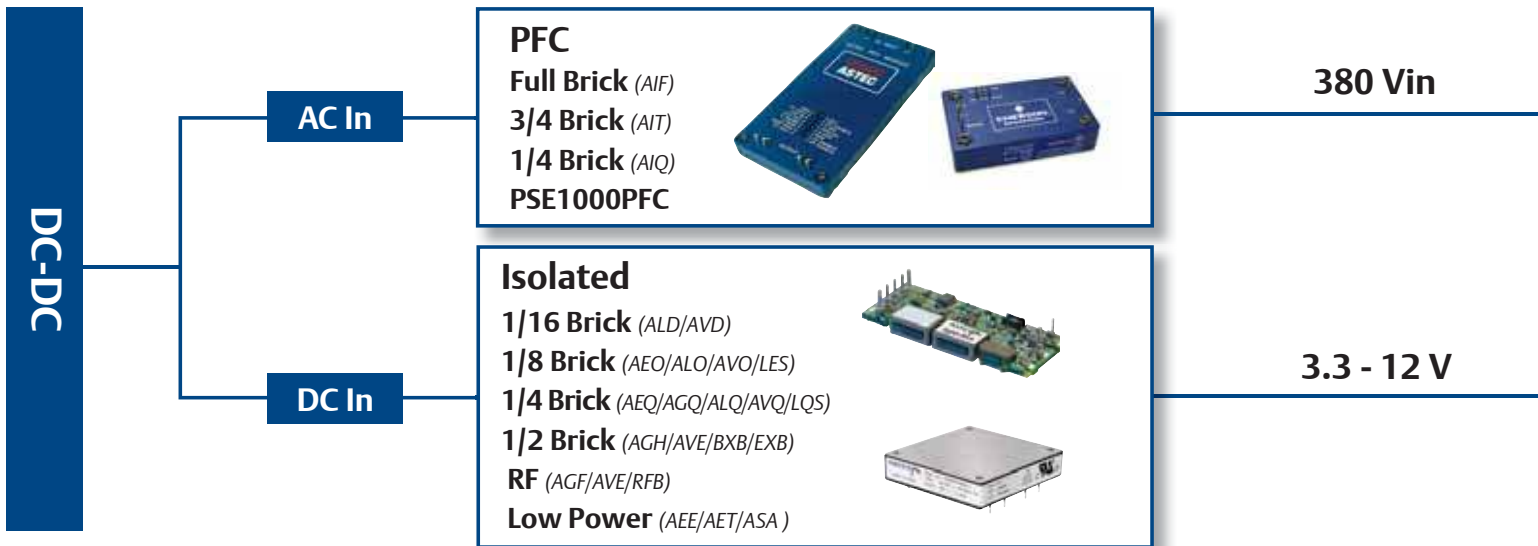 DC-DC
AC In
PFC
Full Brick (AIF)
3/4 Brick (AIT)
1/4 Brick (AIQ)
PSE1000PFC
ASTEC
EMERSON
380 Vin
DC In
Isolated
1/16 Brick (ALD/AVD)
1/8 Brick (AEO/ALO/AVO/LES)
1/4 Brick (AEQ/AGQ/ALQ/AVQ/LQS)
1/2 Brick (AGH/AVE/BXB/EXB)
RF (AGF/AVE/RFB)
Low Power (AEE/AET/ASA )
3.3 - 12 V